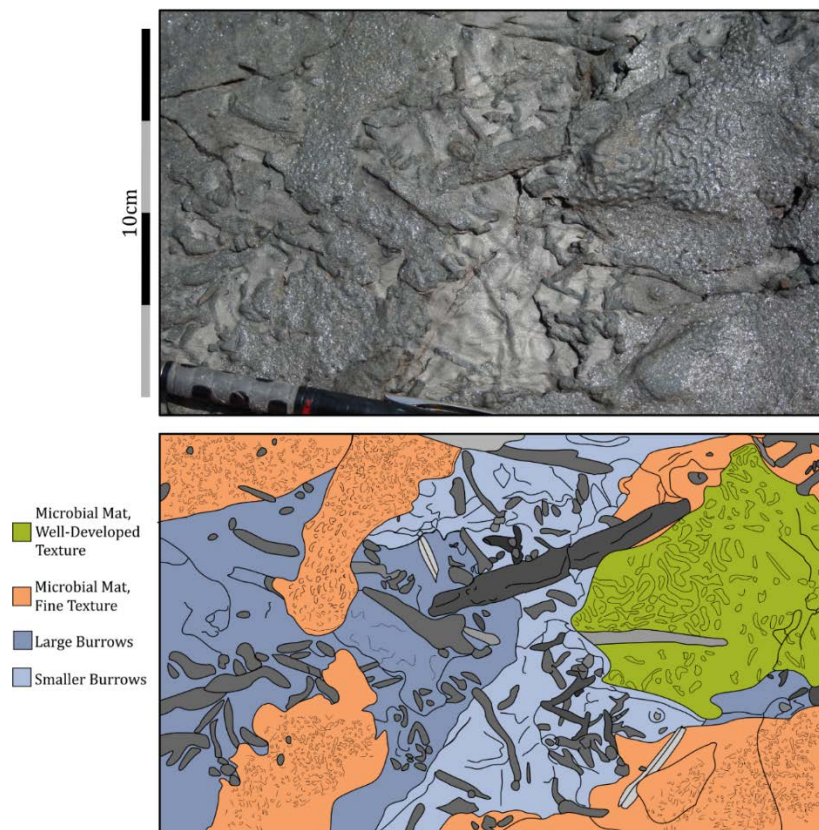 10cm
Microbial Mat,
Well-Developed
Texture
Microbial Mat,
Fine Texture
Large Burrows
Smaller Burrows